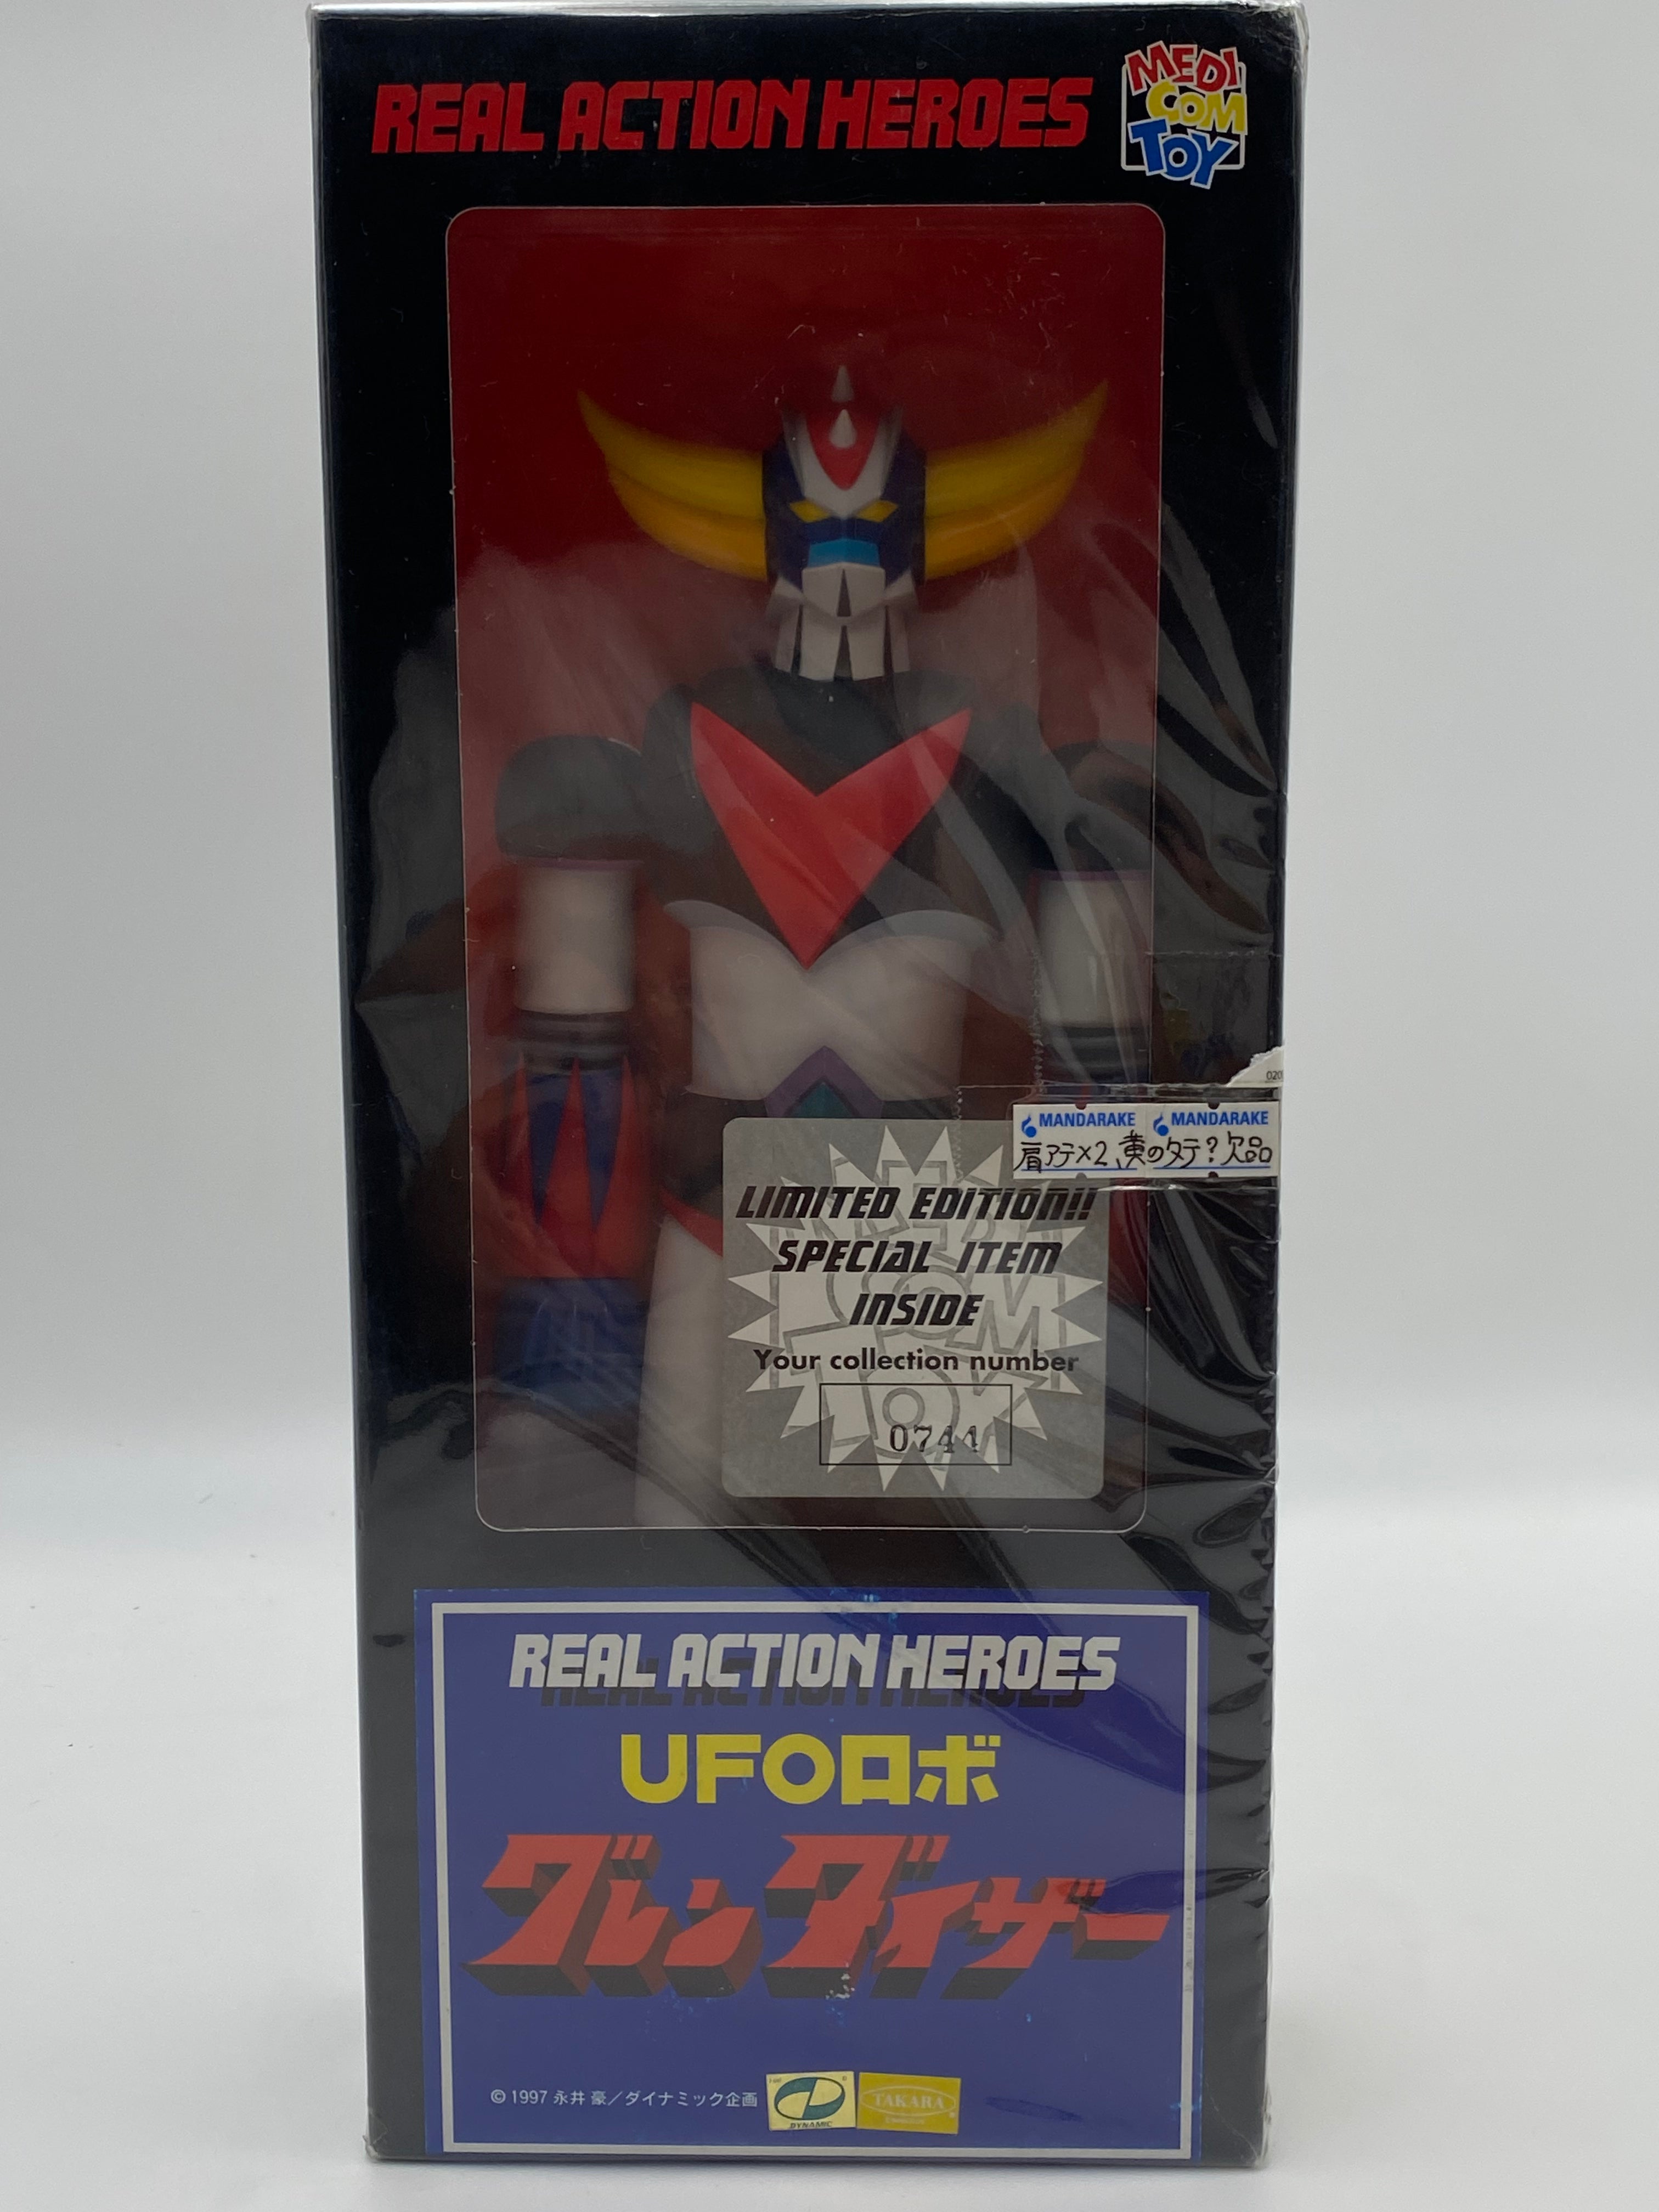 REAL ACTION HEROES
MEDI
COM
TOY
020
MANDARAKE MANDARAKE
肩アテ×2、黄のタテ?欠品
LIMITED EDITION!!
SPECIAL ITEM
INSIDE
Your collection number
0744
REAL ACTION HEROES
UFOロボ
グレンダイザー
© 1997 永井 豪／ダイナミック企画
DYNAMIC
TAKARA